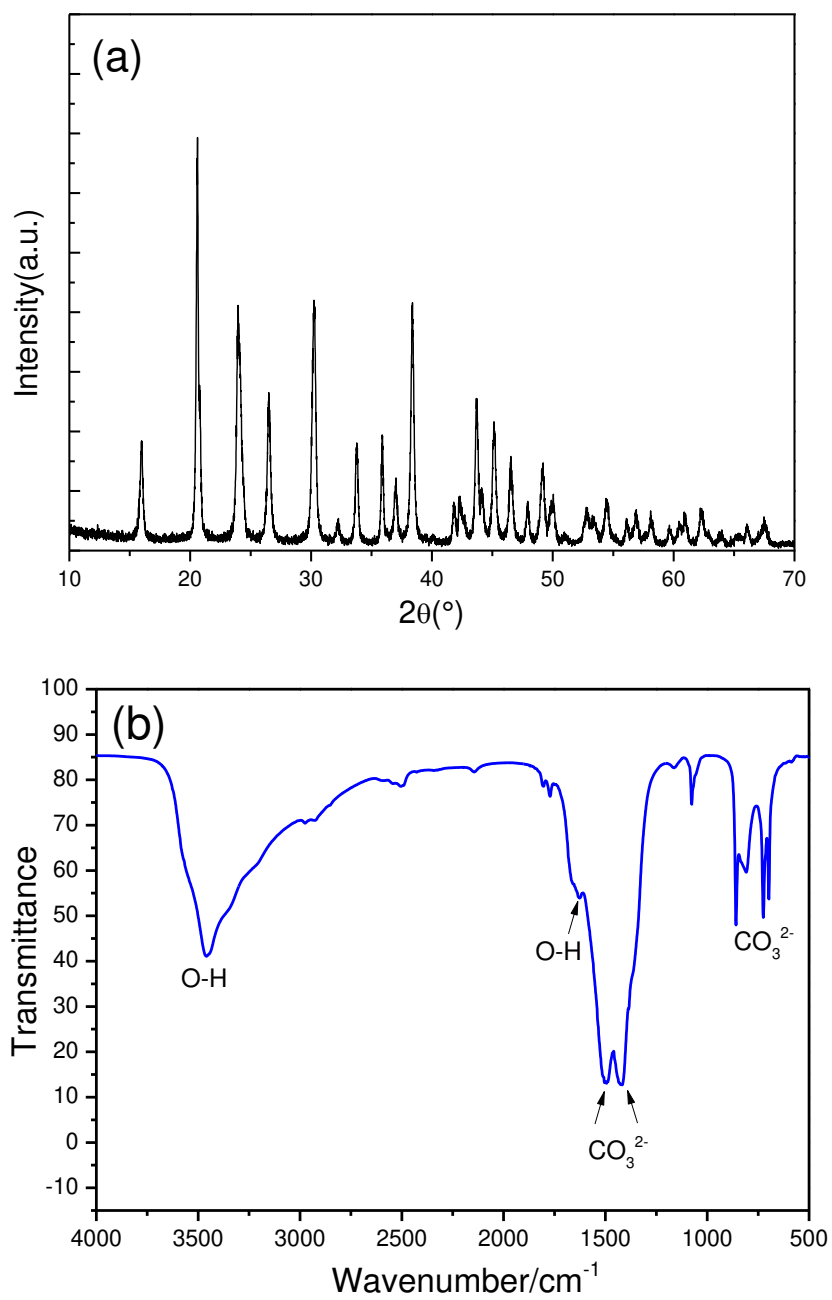 (a)
Intensity(a.u.)
10 20 30 40 50 60 70
2θ(°)
(b)
100
90
80
70
60
50
40
30
20
10
0
-10
Transmittance
O-H
O-H
CO₃²⁻
CO₃²⁻
4000 3500 3000 2500 2000 1500 1000 500
Wavenumber/cm⁻¹